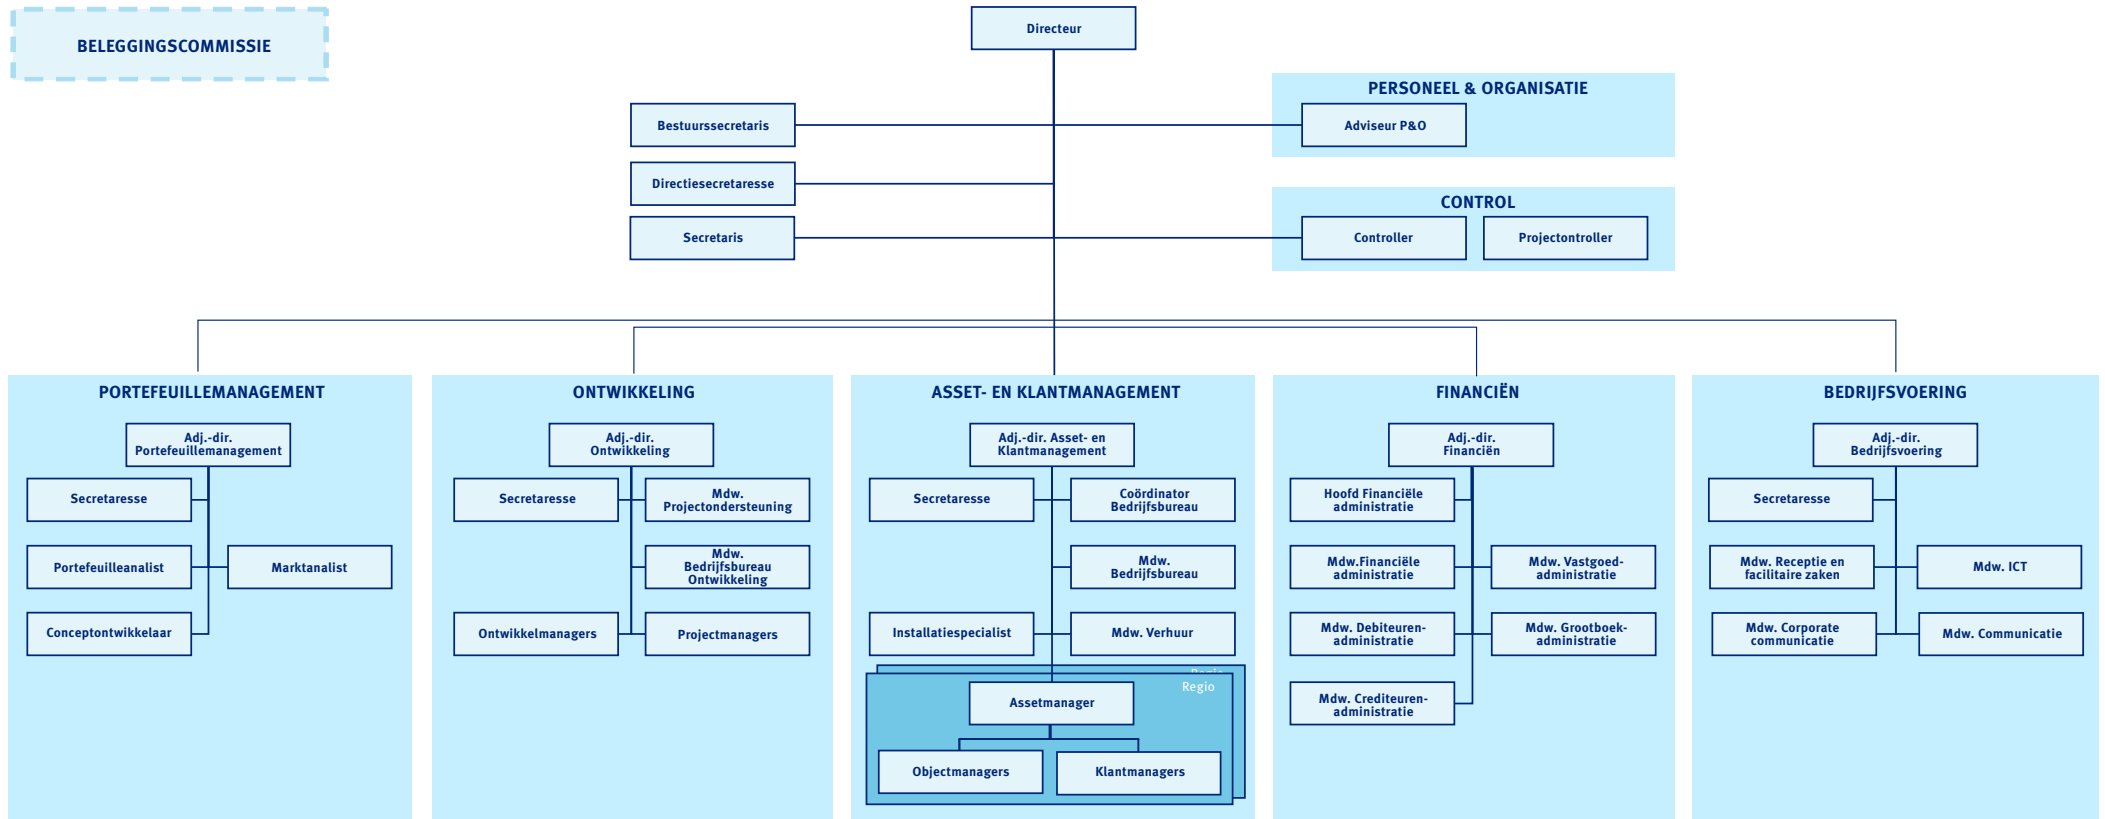 BELEGGINGSCOMMISSIE
Directeur
PERSONEEL & ORGANISATIE
Bestuurssecretaris
Adviseur P&O
Directiesecretaresse
CONTROL
Secretaris
Controller
Projectontroller
PORTEFEUILLEMANAGEMENT
Adj.-dir.
Portefeuillemanagement
Secretaresse
Portefeuilleanalist
Marktanalist
Conceptontwikkelaar
ONTWIKKELING
Adj.-dir.
Ontwikkeling
Secretaresse
Mdw.
Projectondersteuning
Mdw.
Bedrijfsbureau
Ontwikkeling
Ontwikkelmanagers
Projectmanagers
ASSET- EN KLANTMANAGEMENT
Adj.-dir. Asset- en
Klantmanagement
Secretaresse
Coördinator
Bedrijfsbureau
Mdw.
Bedrijfsbureau
Installatiespecialist
Mdw. Verhuur
Regio
Regio
Assetmanager
Objectmanagers
Klantmanagers
FINANCIËN
Adj.-dir.
Financiën
Hoofd Financiële
administratie
Mdw.Financiële
administratie
Mdw. Vastgoed-
administratie
Mdw. Debiteuren-
administratie
Mdw. Grootboek-
administratie
Mdw. Crediteuren-
administratie
BEDRIJFSVOERING
Adj.-dir.
Bedrijfsvoering
Secretaresse
Mdw. Receptie en
facilitaire zaken
Mdw. ICT
Mdw. Corporate
communicatie
Mdw. Communicatie